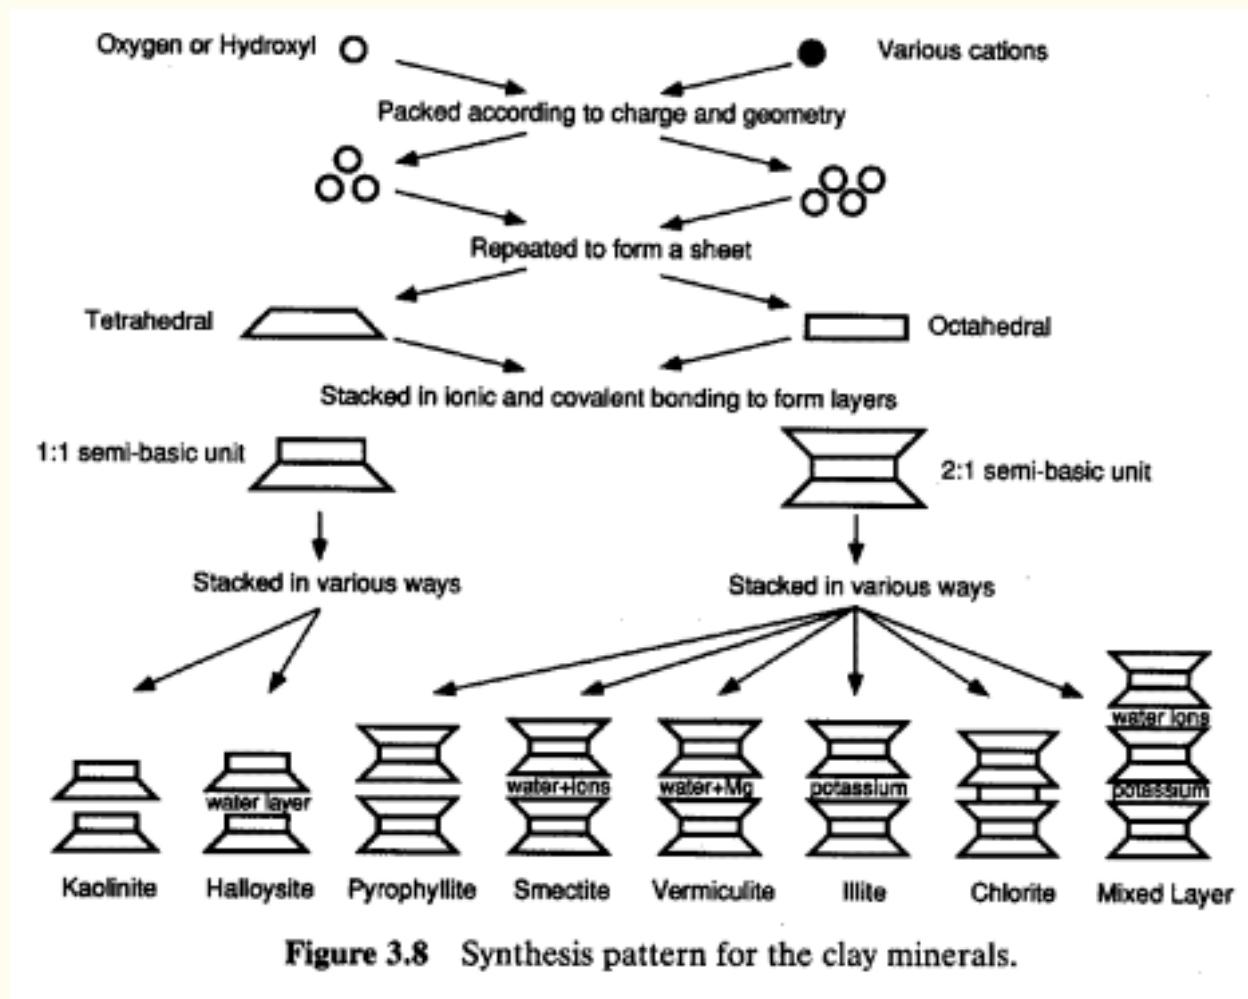 Oxygen or Hydroxyl
Various cations
Packed according to charge and geometry
Repeated to form a sheet
Tetrahedral
Octahedral
Stacked in ionic and covalent bonding to form layers
1:1 semi-basic unit
2:1 semi-basic unit
Stacked in various ways
Stacked in various ways
water ions
water+ions
water+Mg
potassium
potassium
water layer
Kaolinite
Halloysite
Pyrophyllite
Smectite
Vermiculite
Illite
Chlorite
Mixed Layer
Figure 3.8 Synthesis pattern for the clay minerals.